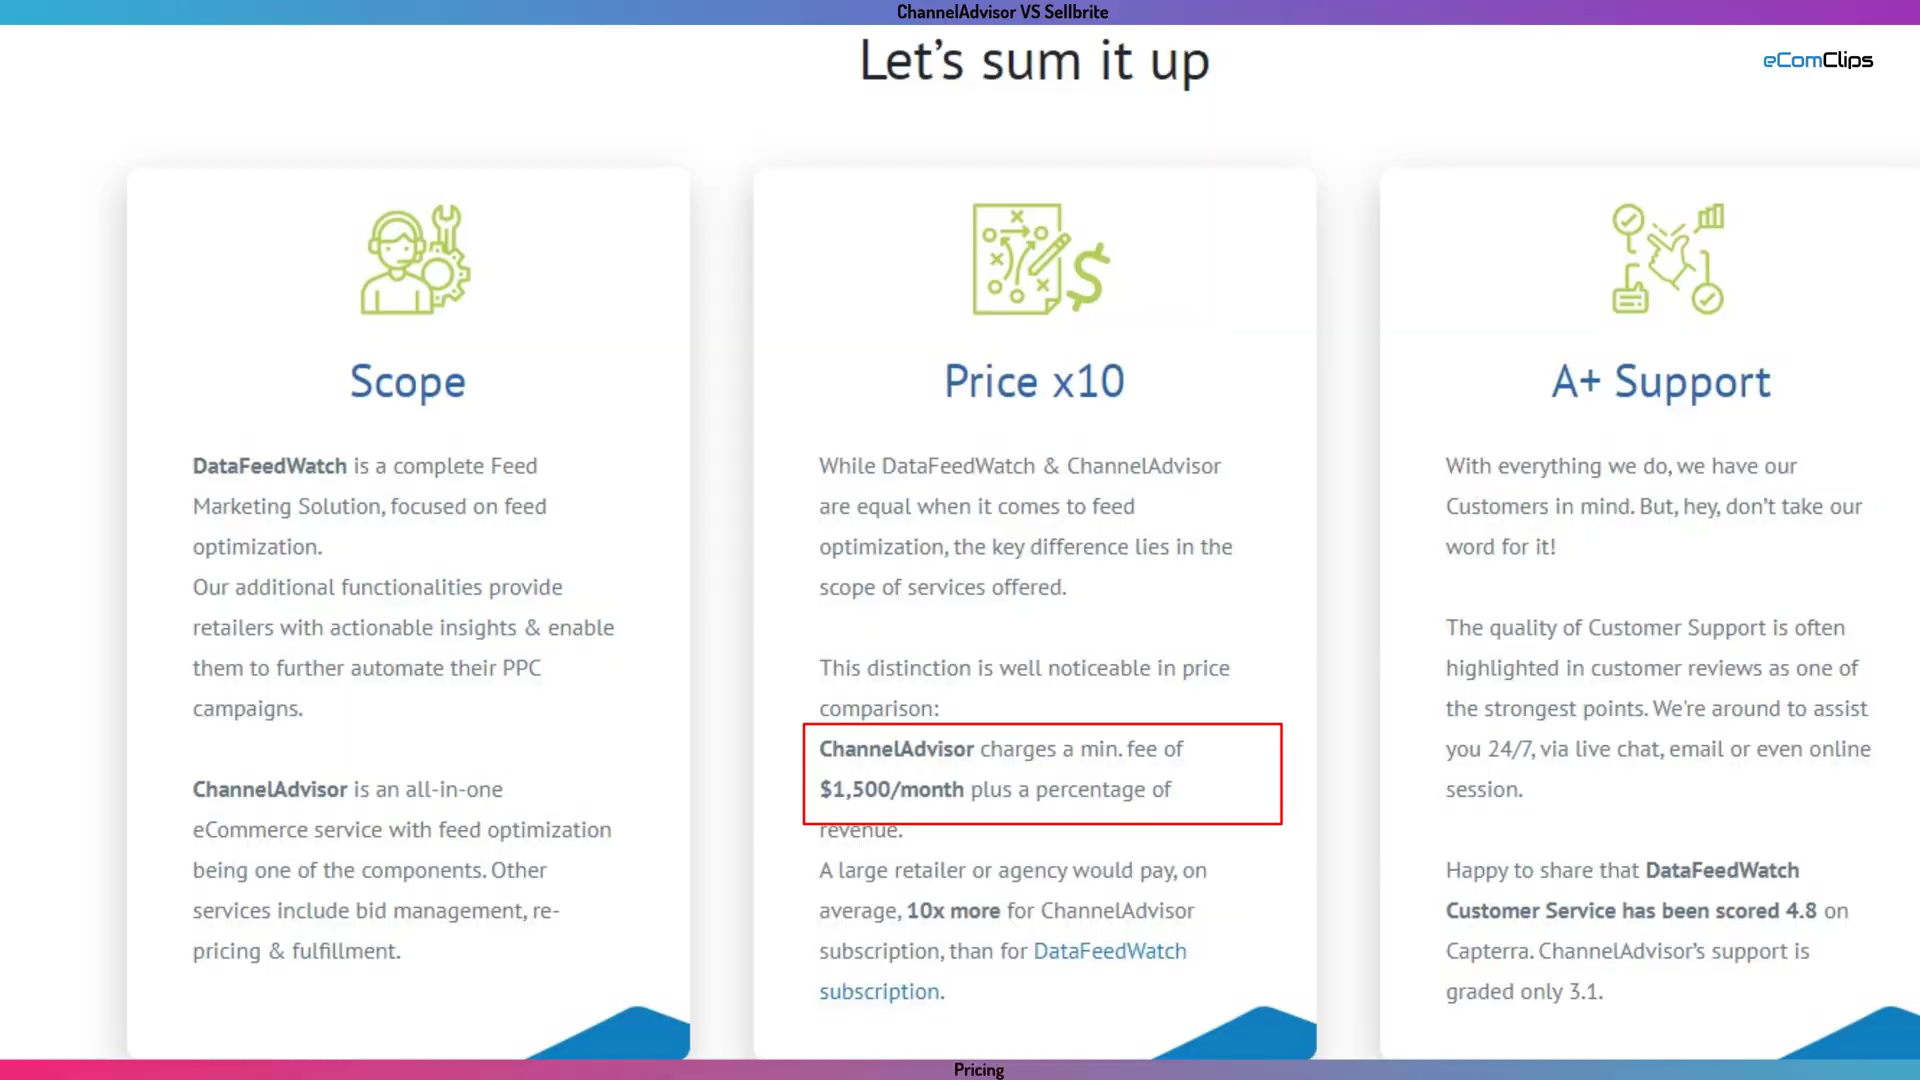 ChannelAdvisor VS Sellbrite
Let's sum it up
eComClips
Scope
DataFeedWatch is a complete Feed
Marketing Solution, focused on feed
optimization.
Our additional functionalities provide
retailers with actionable insights & enable
them to further automate their PPC
campaigns.
ChannelAdvisor is an all-in-one
eCommerce service with feed optimization
being one of the components. Other
services include bid management, re-
pricing & fulfillment.
Price x10
While DataFeedWatch & ChannelAdvisor
are equal when it comes to feed
optimization, the key difference lies in the
scope of services offered.
This distinction is well noticeable in price
comparison:
ChannelAdvisor charges a min. fee of
$1,500/month plus a percentage of
revenue.
A large retailer or agency would pay, on
average, 10x more for ChannelAdvisor
subscription, than for DataFeedWatch
subscription.
A+ Support
With everything we do, we have our
Customers in mind. But, hey, don't take our
word for it!
The quality of Customer Support is often
highlighted in customer reviews as one of
the strongest points. We're around to assist
you 24/7, via live chat, email or even online
session.
Happy to share that DataFeedWatch
Customer Service has been scored 4.8 on
Capterra. ChannelAdvisor's support is
graded only 3.1.
Pricing